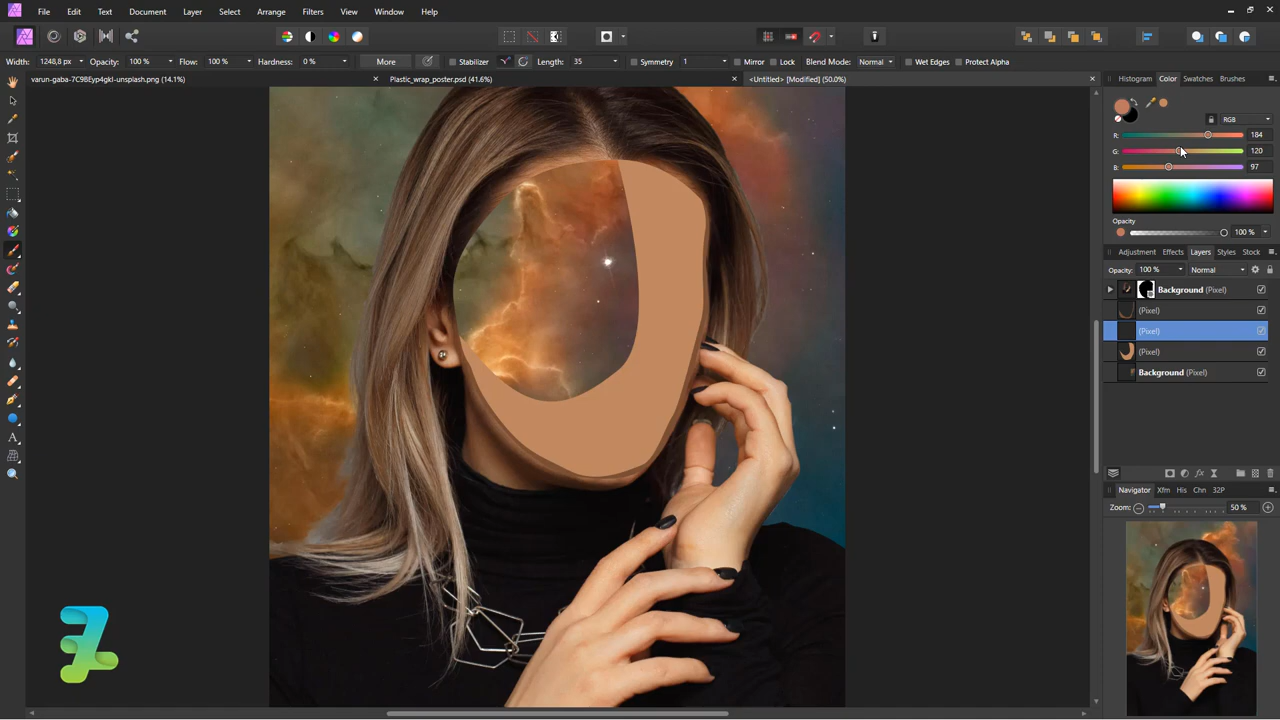 File Edit Text Document Layer Select Arrange Filters View Window Help
Width: 1248,8 px Opacity: 100 % Flow: 100 % Hardness: 0 % More Stabilizer Length: 35 Symmetry 1 Mirror Lock Blend Mode: Normal Wet Edges Protect Alpha
varun-gaba-7C9BEyp4gkI-unsplash.png (14.1%) Plastic_wrap_poster.psd (41.6%) <Untitled> [Modified] (50.0%)
Histogram Color Swatches Brushes
RGB
R: 184
G: 120
B: 97
Opacity
100 %
Adjustment Effects Layers Styles Stock
Opacity: 100 % Normal
Background (Pixel)
(Pixel)
(Pixel)
(Pixel)
Background (Pixel)
fx
Navigator Xfm His Chn 32P
Zoom: 50 %
A